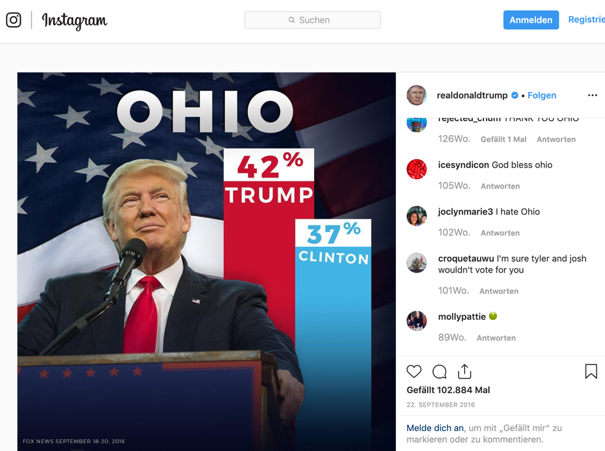 Instagram
Suchen
Anmelden
Registrie
OHIO
42%
TRUMP
37%
CLINTON
FOX NEWS SEPTEMBER 18-20, 2016
realdonaldtrump • Folgen
rejected_chum THANK YOU OHIO
126Wo. Gefällt 1 Mal Antworten
icesyndicon God bless ohio
105Wo. Antworten
joclynmarie3 I hate Ohio
102Wo. Antworten
croquetauwu I'm sure tyler and josh
wouldn't vote for you
101Wo. Antworten
mollypattie
89Wo. Antworten
Gefällt 102.884 Mal
22. SEPTEMBER 2016
Melde dich an, um mit „Gefällt mir“ zu
markieren oder zu kommentieren.